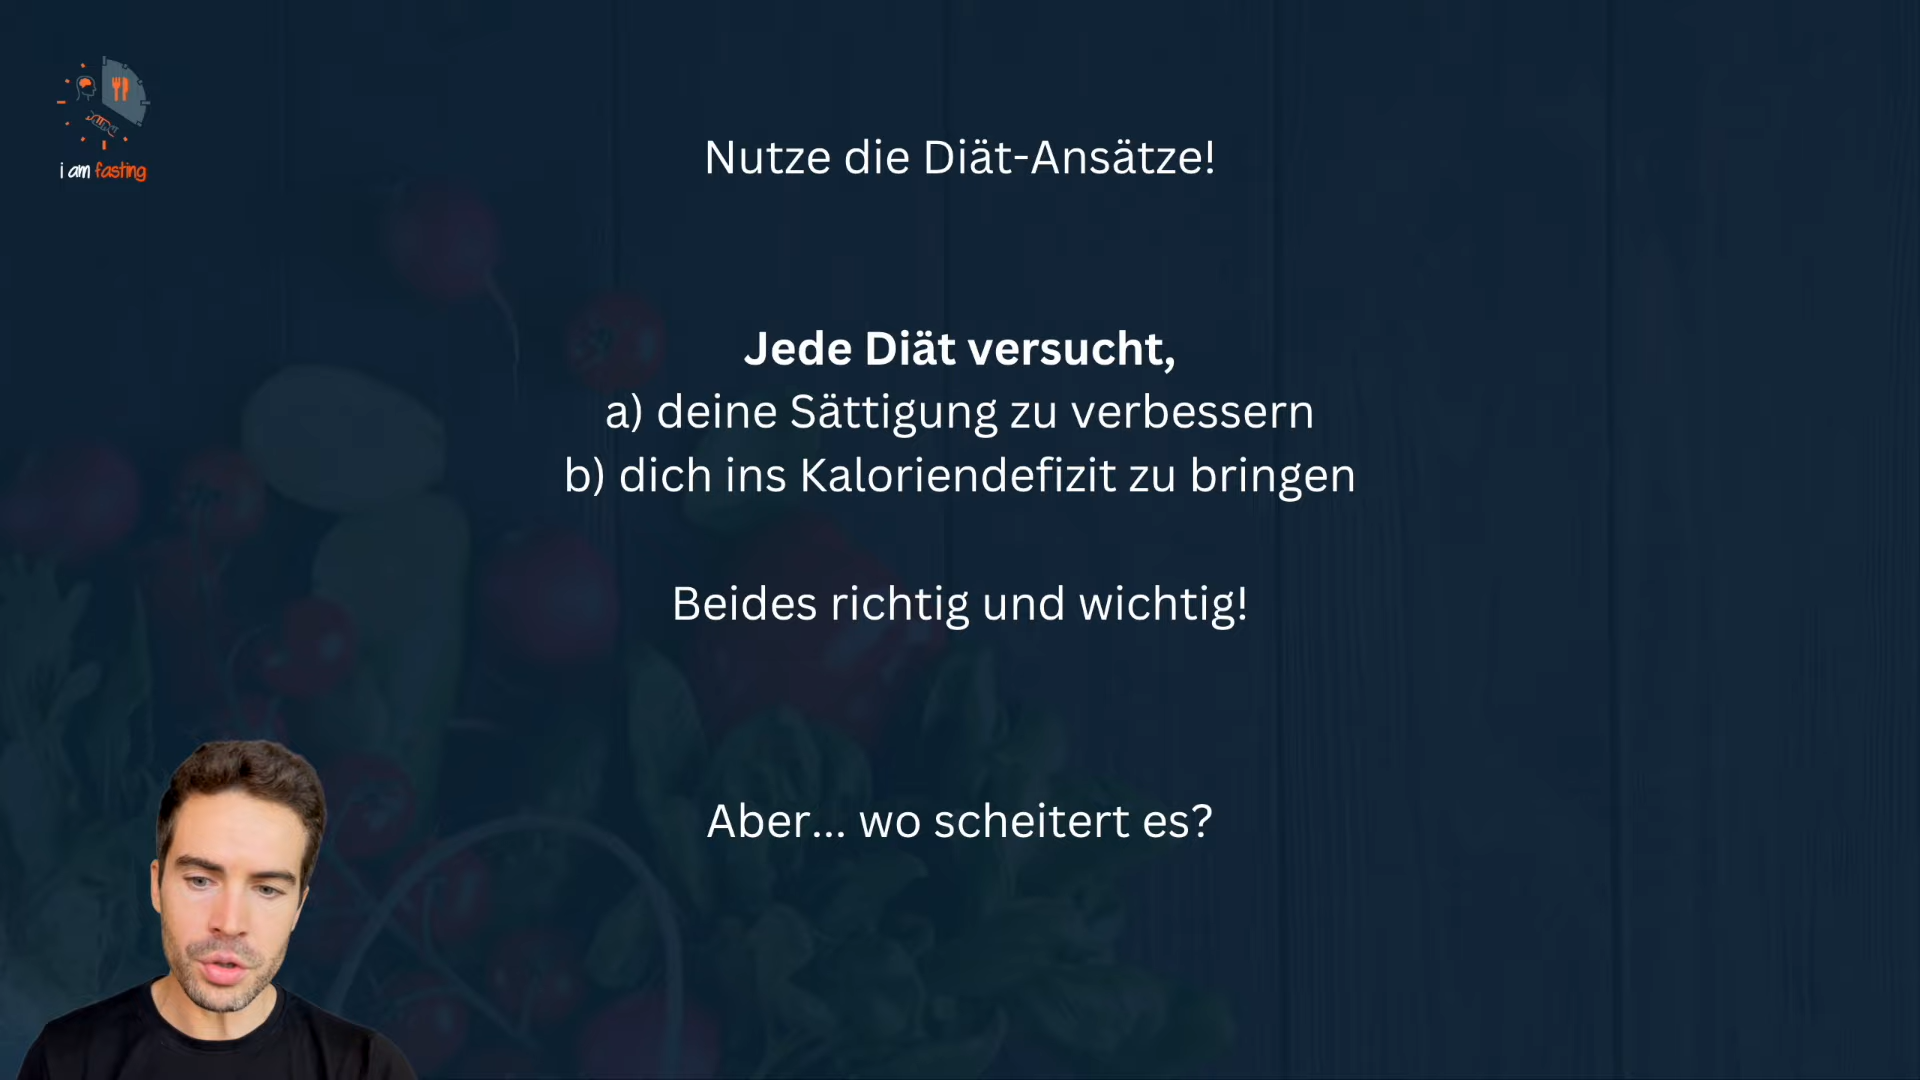 i am fasting
Nutze die Diät-Ansätze!
Jede Diät versucht,
a) deine Sättigung zu verbessern
b) dich ins Kaloriendefizit zu bringen
Beides richtig und wichtig!
Aber... wo scheitert es?